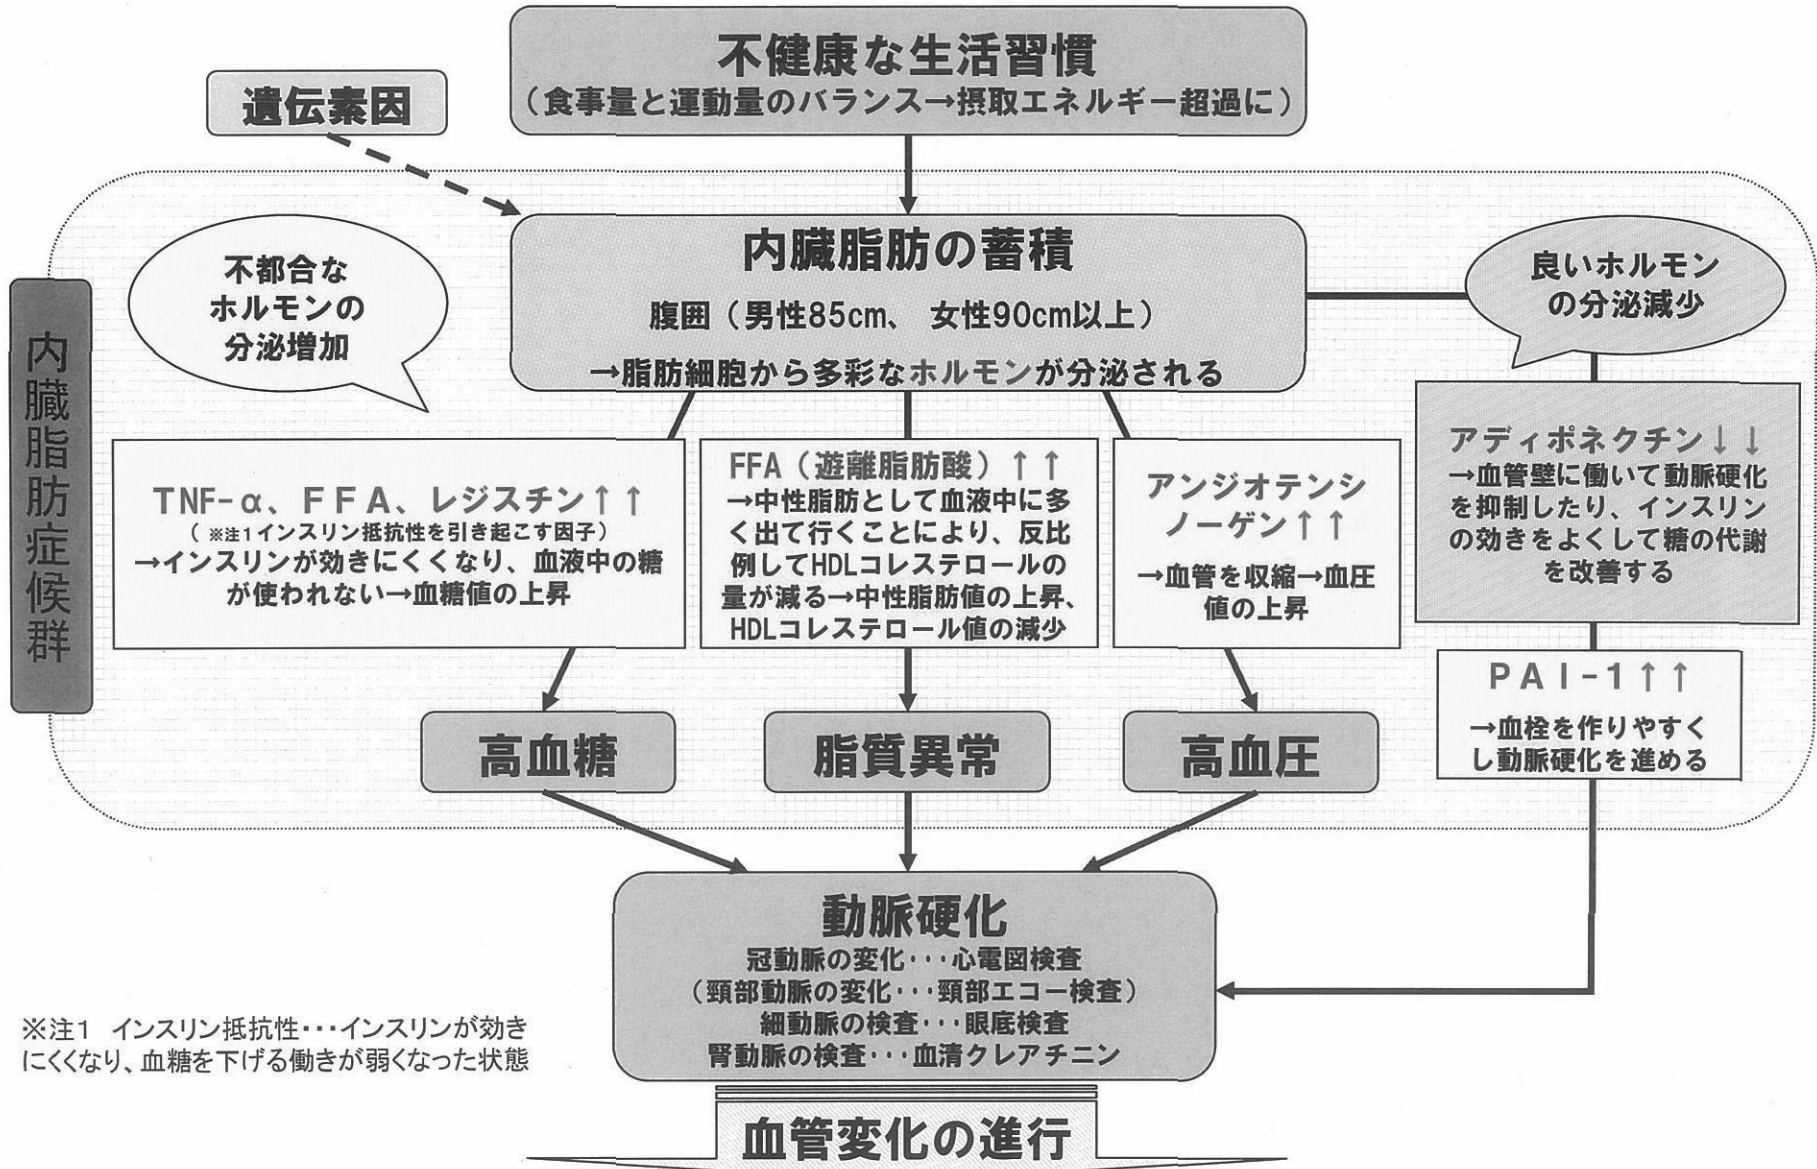 不健康な生活習慣
(食事量と運動量のバランス→摂取エネルギー超過に)
遺伝素因
内臓脂肪の蓄積
腹囲(男性85cm、 女性90cm以上)
→脂肪細胞から多彩なホルモンが分泌される
不都合な
ホルモンの
分泌増加
良いホルモン
の分泌減少
内臓脂肪症候群
TNF-α、FFA、レジスチン↑↑
(※注1インスリン抵抗性を引き起こす因子)
→インスリンが効きにくくなり、血液中の糖
が使われない→血糖値の上昇
FFA(遊離脂肪酸)↑↑
→中性脂肪として血液中に多
く出て行くことにより、反比
例してHDLコレステロールの
量が減る→中性脂肪値の上昇、
HDLコレステロール値の減少
アンジオテンシ
ノーゲン↑↑
→血管を収縮→血圧
値の上昇
アディポネクチン↓↓
→血管壁に働いて動脈硬化
を抑制したり、インスリン
の効きをよくして糖の代謝
を改善する
PAI-1↑↑
→血栓を作りやすく
し動脈硬化を進める
高血糖
脂質異常
高血圧
動脈硬化
冠動脈の変化・・・心電図検査
(頸部動脈の変化・・・頸部エコー検査)
細動脈の検査・・・眼底検査
腎動脈の検査・・・血清クレアチニン
※注1 インスリン抵抗性・・・インスリンが効き
にくくなり、血糖を下げる働きが弱くなった状態
血管変化の進行